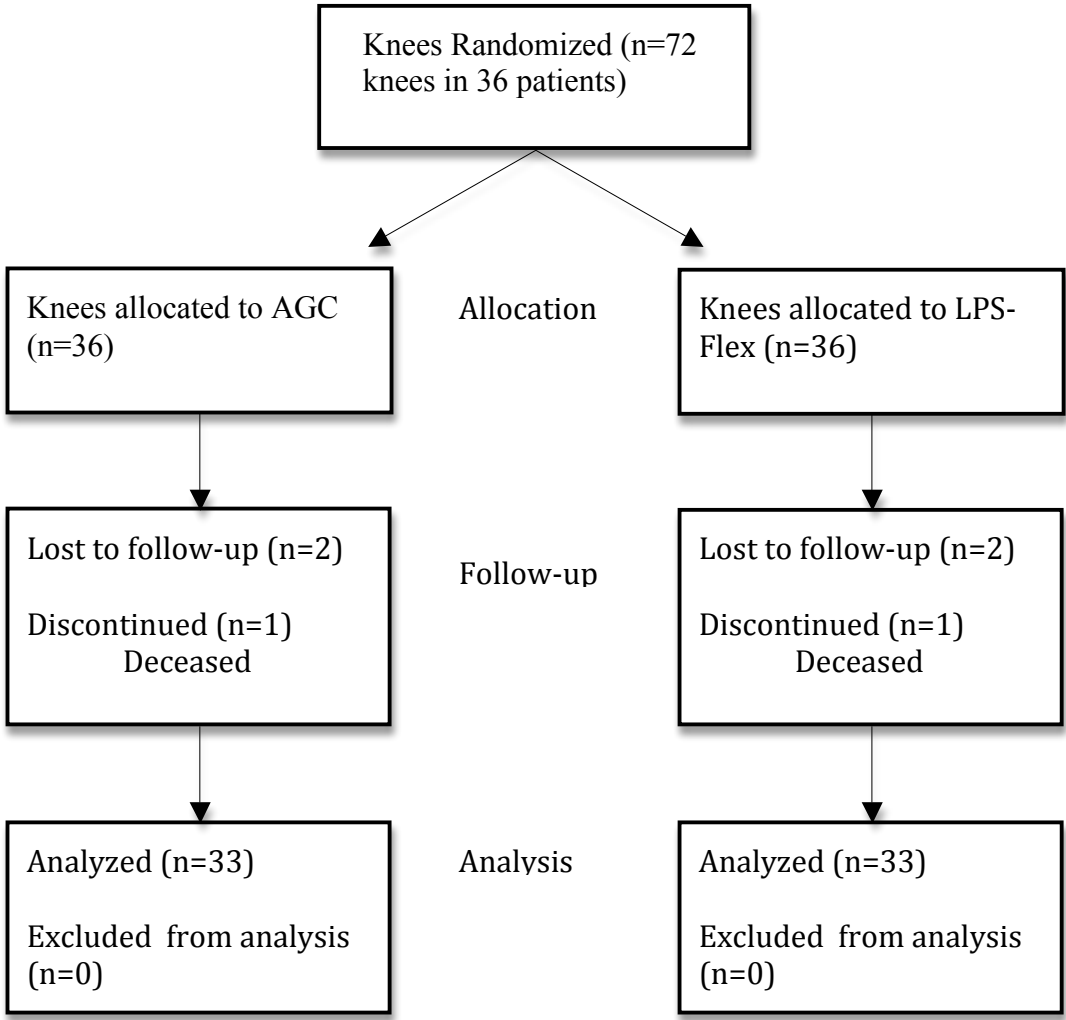 Knees Randomized (n=72
knees in 36 patients)
Knees allocated to AGC
(n=36)
Allocation
Knees allocated to LPS-
Flex (n=36)
Lost to follow-up (n=2)
Discontinued (n=1)
Deceased
Follow-up
Lost to follow-up (n=2)
Discontinued (n=1)
Deceased
Analyzed (n=33)
Excluded from analysis
(n=0)
Analysis
Analyzed (n=33)
Excluded from analysis
(n=0)